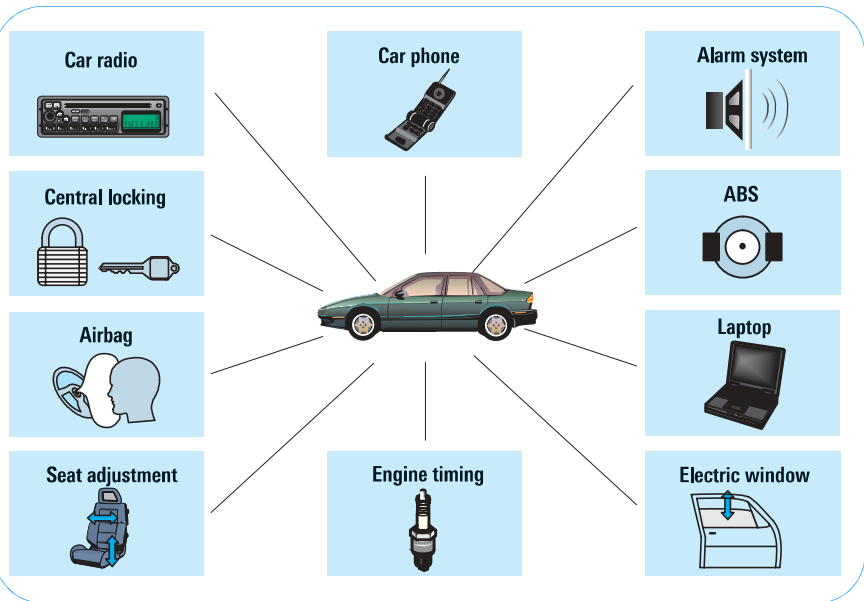 Car radio
Car phone
Alarm system
Central locking
ABS
Airbag
Laptop
Seat adjustment
Engine timing
Electric window